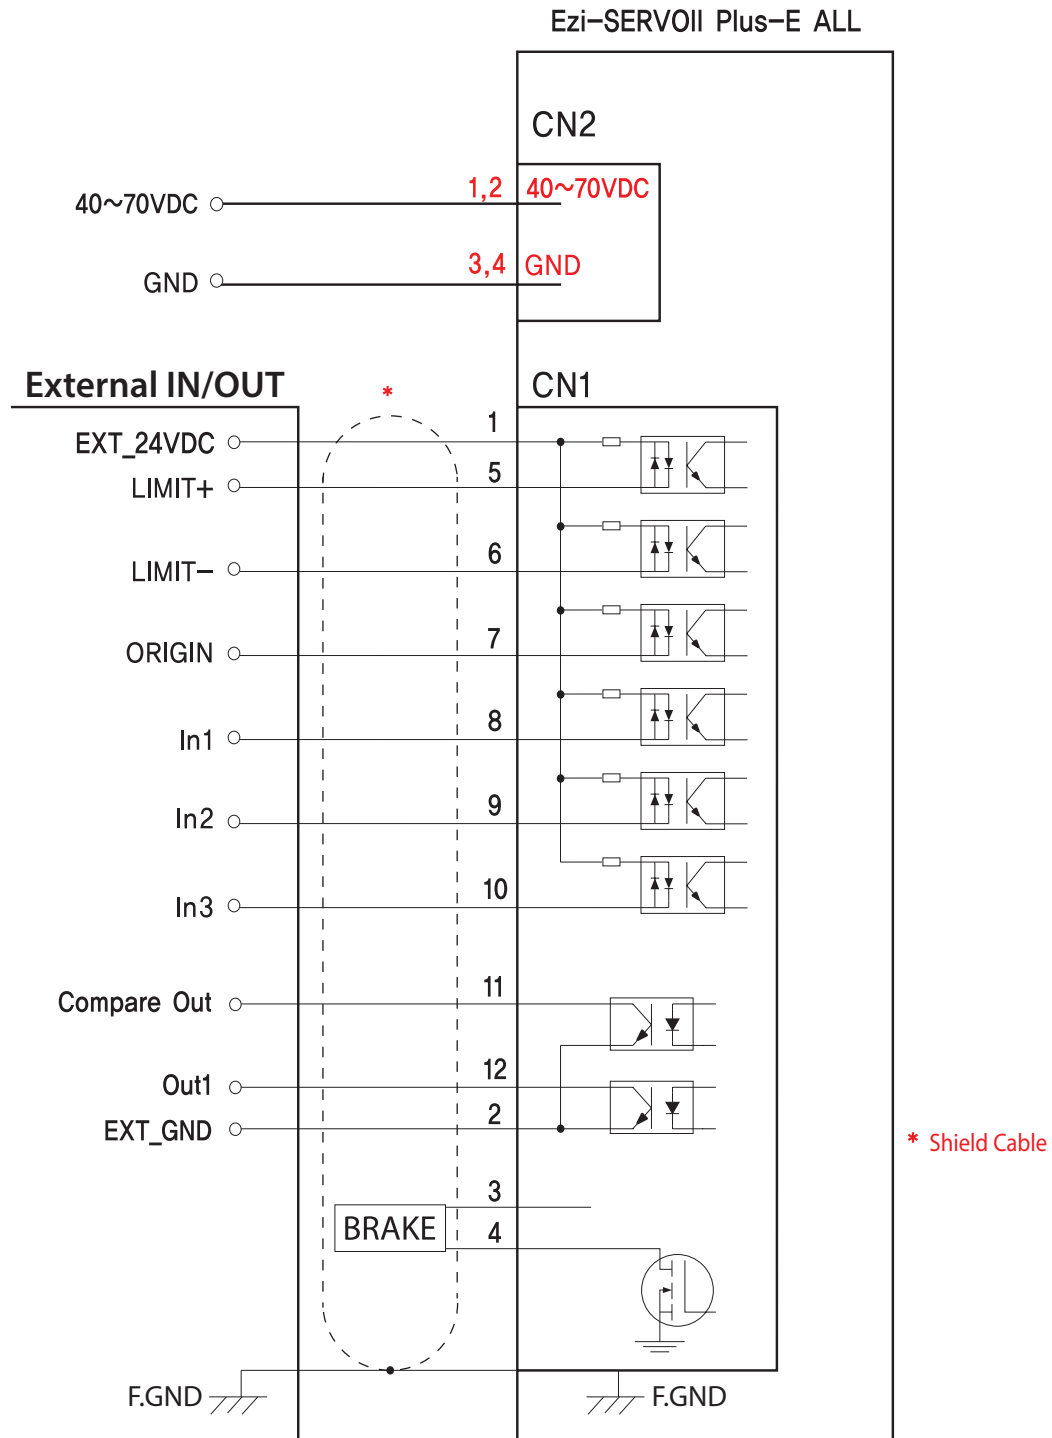 Ezi-SERVOII Plus-E ALL
CN2
1,2 40~70VDC
40~70VDC
3,4 GND
GND
External IN/OUT
*
CN1
1
EXT_24VDC
5
LIMIT+
6
LIMIT-
7
ORIGIN
8
In1
9
In2
10
In3
11
Compare Out
12
Out1
2
EXT_GND
* Shield Cable
3
BRAKE
4
F.GND
F.GND